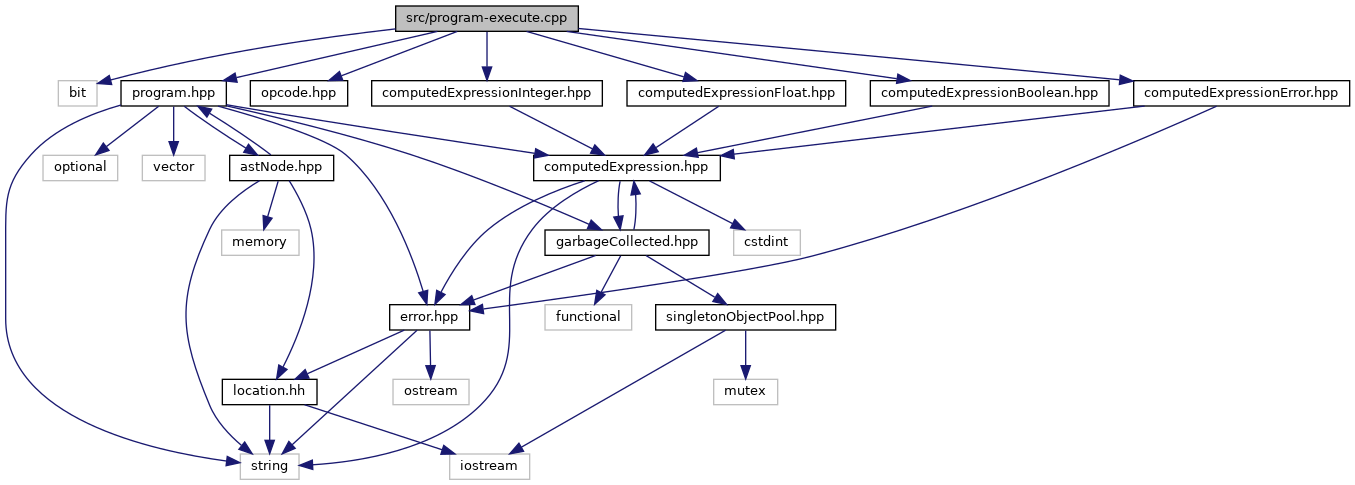 src/program-execute.cpp
bit
program.hpp
opcode.hpp
computedExpressionInteger.hpp
computedExpressionFloat.hpp
computedExpressionBoolean.hpp
computedExpressionError.hpp
optional
vector
astNode.hpp
computedExpression.hpp
memory
garbageCollected.hpp
cstdint
error.hpp
functional
singletonObjectPool.hpp
location.hh
ostream
mutex
string
iostream